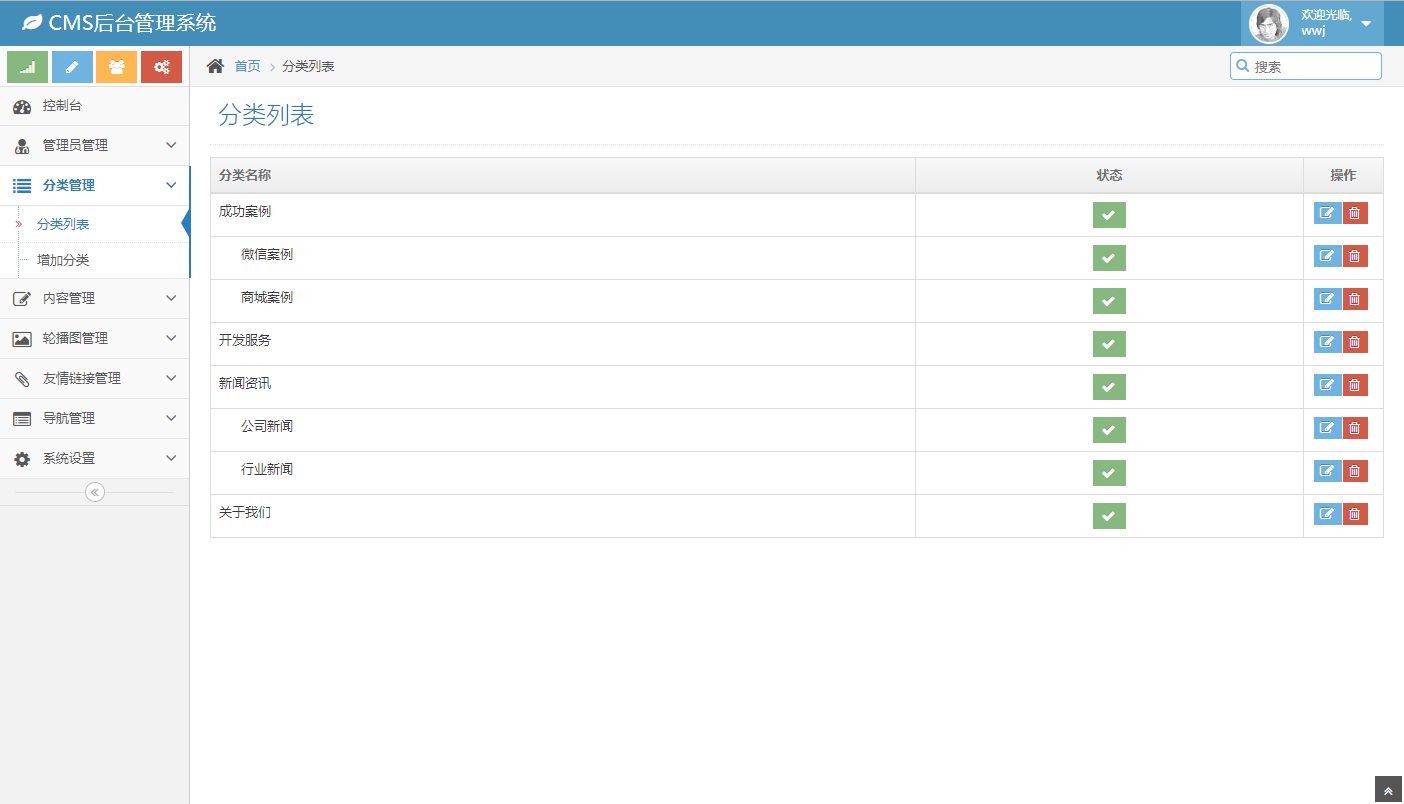 CMS后台管理系统
欢迎光临,
wwj
首页 分类列表
搜索
控制台
管理员管理
分类管理
分类列表
增加分类
内容管理
轮播图管理
友情链接管理
导航管理
系统设置
分类列表
分类名称 状态 操作
成功案例
微信案例
商城案例
开发服务
新闻资讯
公司新闻
行业新闻
关于我们